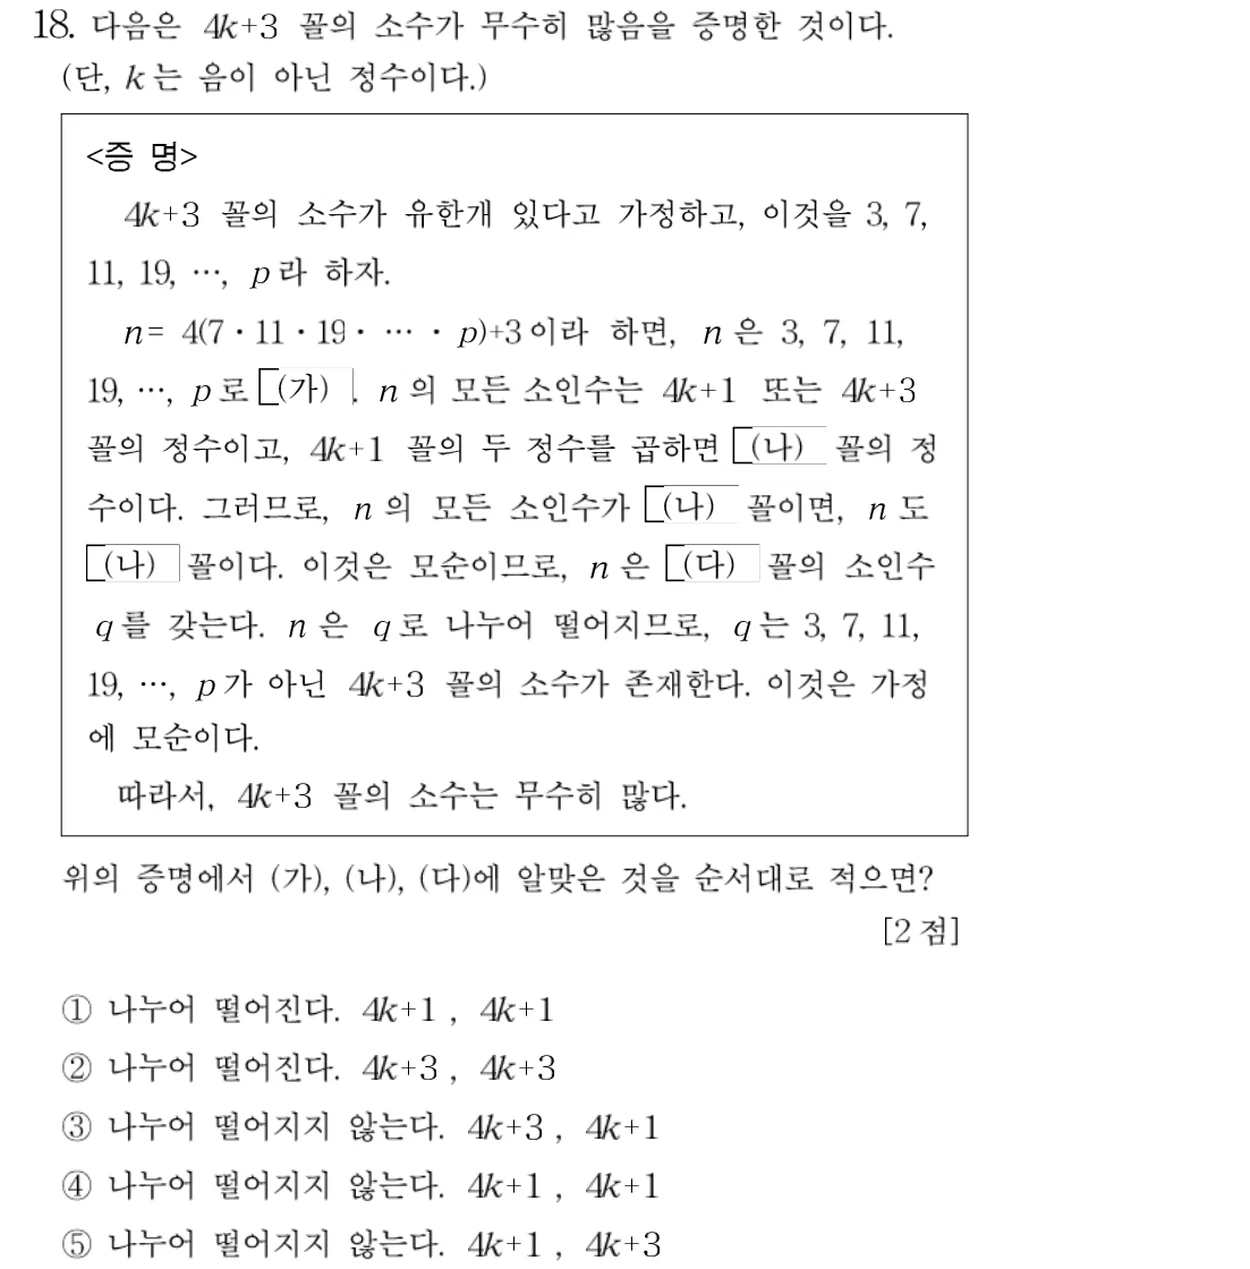 18. 다음은 4k+3 꼴의 소수가 무수히 많음을 증명한 것이다.
(단, k는 음이 아닌 정수이다.)
<증 명>
4k+3 꼴의 소수가 유한개 있다고 가정하고, 이것을 3, 7,
11, 19, …, p라 하자.
n= 4(7·11·19· … ·p)+3이라 하면, n은 3, 7, 11,
19, …, p로 (가) . n의 모든 소인수는 4k+1 또는 4k+3
꼴의 정수이고, 4k+1 꼴의 두 정수를 곱하면 (나) 꼴의 정
수이다. 그러므로, n의 모든 소인수가 (나) 꼴이면, n도
(나) 꼴이다. 이것은 모순이므로, n은 (다) 꼴의 소인수
q를 갖는다. n은 q로 나누어 떨어지므로, q는 3, 7, 11,
19, …, p가 아닌 4k+3 꼴의 소수가 존재한다. 이것은 가정
에 모순이다.
따라서, 4k+3 꼴의 소수는 무수히 많다.
위의 증명에서 (가), (나), (다)에 알맞은 것을 순서대로 적으면?
[2점]
① 나누어 떨어진다. 4k+1 , 4k+1
② 나누어 떨어진다. 4k+3 , 4k+3
③ 나누어 떨어지지 않는다. 4k+3 , 4k+1
④ 나누어 떨어지지 않는다. 4k+1 , 4k+1
⑤ 나누어 떨어지지 않는다. 4k+1 , 4k+3